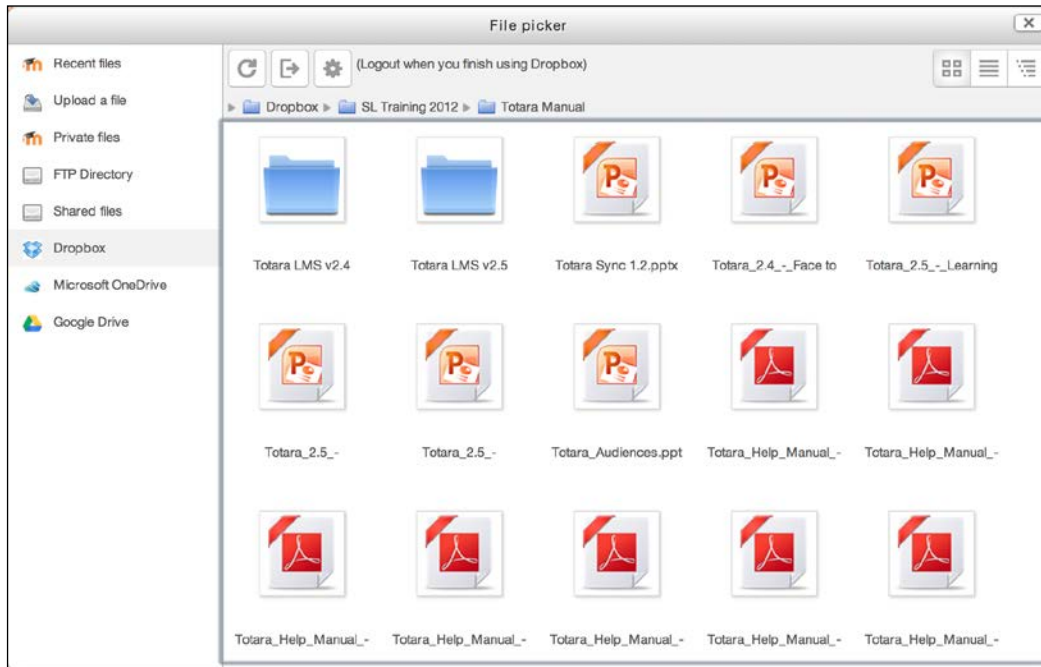 File picker
Recent files
Upload a file
Private files
FTP Directory
Shared files
Dropbox
Microsoft OneDrive
Google Drive
(Logout when you finish using Dropbox)
Dropbox SL Training 2012 Totara Manual
Totara LMS v2.4 Totara LMS v2.5 Totara Sync 1.2.pptx Totara_2.4_-_Face to Totara_2.5_-_Learning
Totara_2.5_- Totara_2.5_- Totara_Audiences.ppt Totara_Help_Manual_- Totara_Help_Manual_-
Totara_Help_Manual_- Totara_Help_Manual_- Totara_Help_Manual_- Totara_Help_Manual_- Totara_Help_Manual_-